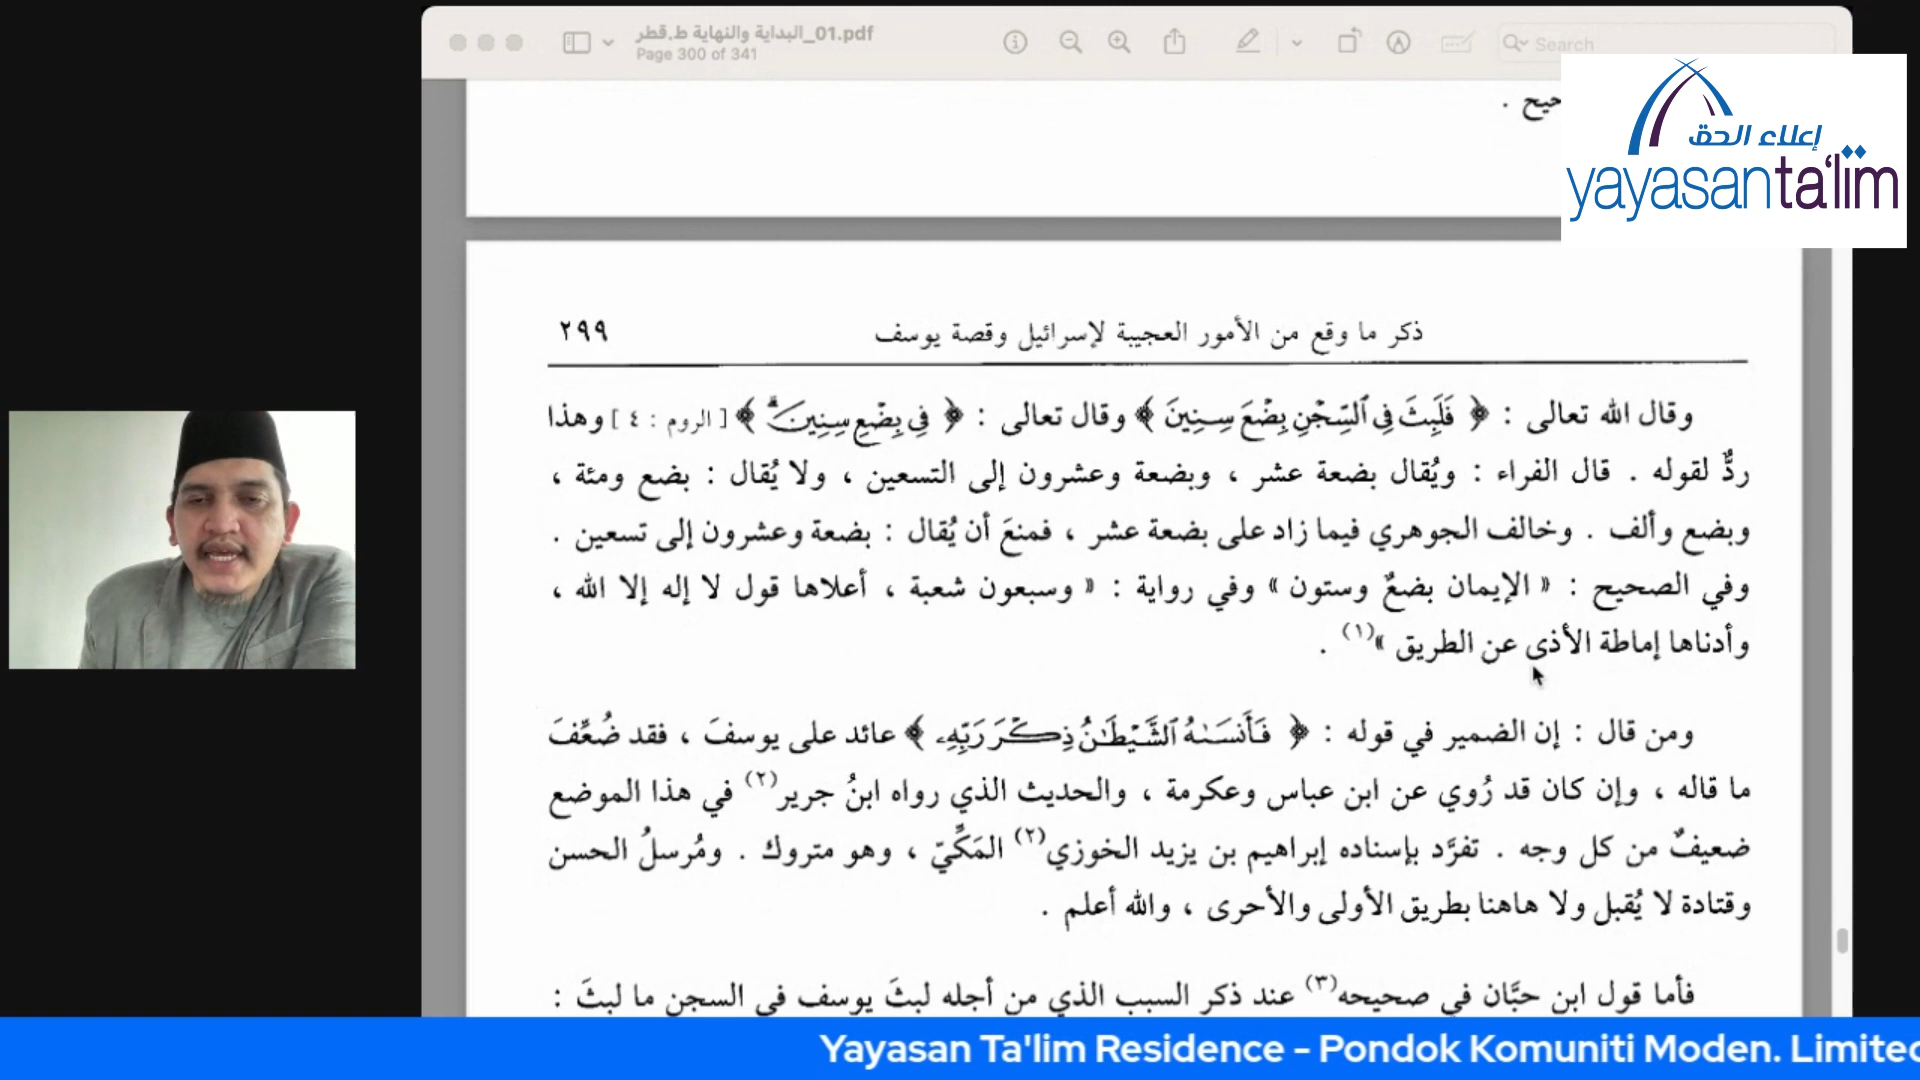 البداية والنهاية ط.قطر_01.pdf
Page 300 of 341
Search
إعلاء الحق
yayasanta'lim
حيح .
ذكر ما وقع من الأمور العجيبة لإسرائيل وقصة يوسف ٢٩٩
وقال الله تعالى : ﴿ فَلَبِثَ فِي ٱلسِّجْنِ بِضْعَ سِنِينَ ﴾ وقال تعالى : ﴿ فِي بِضْعِ سِنِينَۗ ﴾ [ الروم : ٤ ] وهذا
ردٌّ لقوله . قال الفراء : ويُقال بضعة عشر ، وبضعة وعشرون إلى التسعين ، ولا يُقال : بضع ومئة ،
وبضع وألف . وخالف الجوهري فيما زاد على بضعة عشر ، فمنعَ أن يُقال : بضعة وعشرون إلى تسعين .
وفي الصحيح : « الإيمان بضعٌ وستون » وفي رواية : « وسبعون شعبة ، أعلاها قول لا إله إلا الله ،
وأدناها إماطة الأذى عن الطريق »(١) .
ومن قال : إن الضمير في قوله : ﴿ فَأَنسَىٰهُ ٱلشَّيْطَٰنُ ذِكْرَ رَبِّهِۦ ﴾ عائد على يوسفَ ، فقد ضُعِّفَ
ما قاله ، وإن كان قد رُوي عن ابن عباس وعكرمة ، والحديث الذي رواه ابنُ جرير(٢) في هذا الموضع
ضعيفٌ من كل وجه . تفرَّد بإسناده إبراهيم بن يزيد الخوزي(٢) المَكِّيّ ، وهو متروك . ومُرسلُ الحسن
وقتادة لا يُقبل ولا هاهنا بطريق الأولى والأحرى ، والله أعلم .
فأما قول ابن حبَّان في صحيحه(٣) عند ذكر السبب الذي من أجله لبثَ يوسف في السجن ما لبثَ :
Yayasan Ta'lim Residence - Pondok Komuniti Moden. Limited